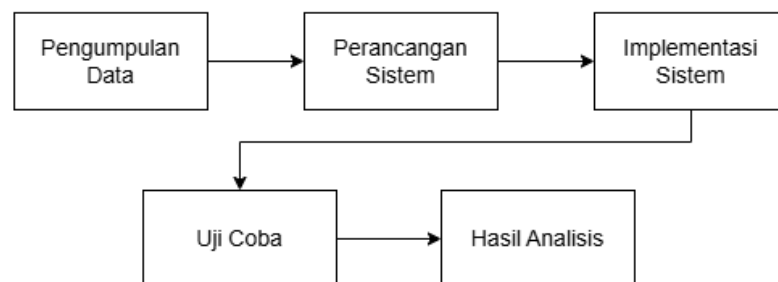 Pengumpulan
Data
Perancangan
Sistem
Implementasi
Sistem
Uji Coba
Hasil Analisis